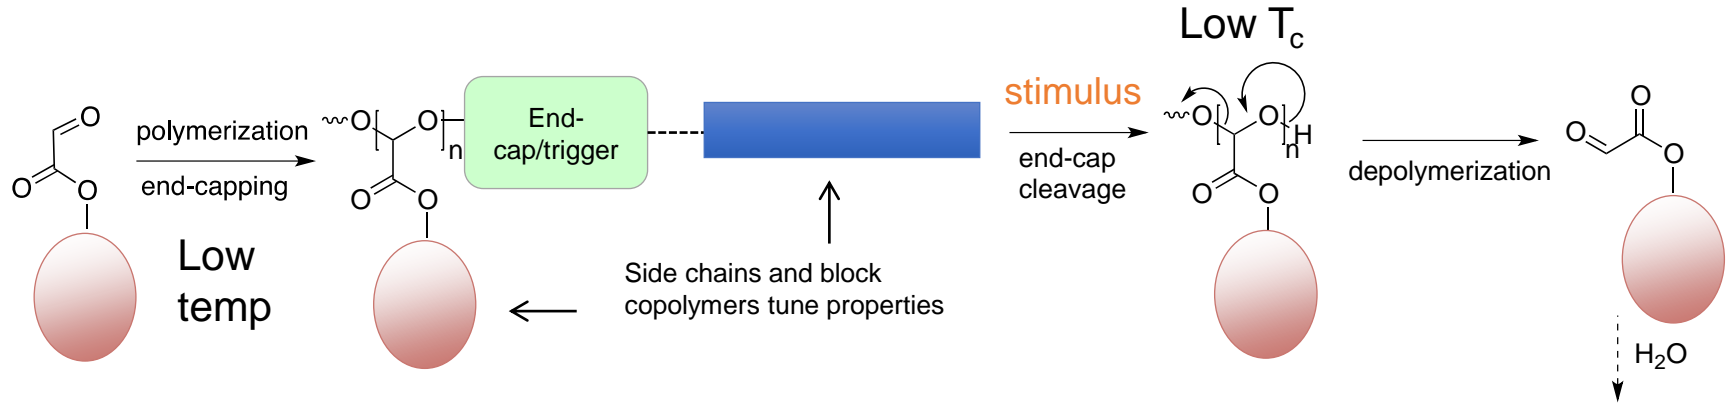 Low Tc
stimulus
polymerization
end-capping
Low
temp
O
O
O
O
O
n
O
O
End-
cap/trigger
Side chains and block
copolymers tune properties
end-cap
cleavage
O
O
n
H
O
O
depolymerization
O
O
O
H2O